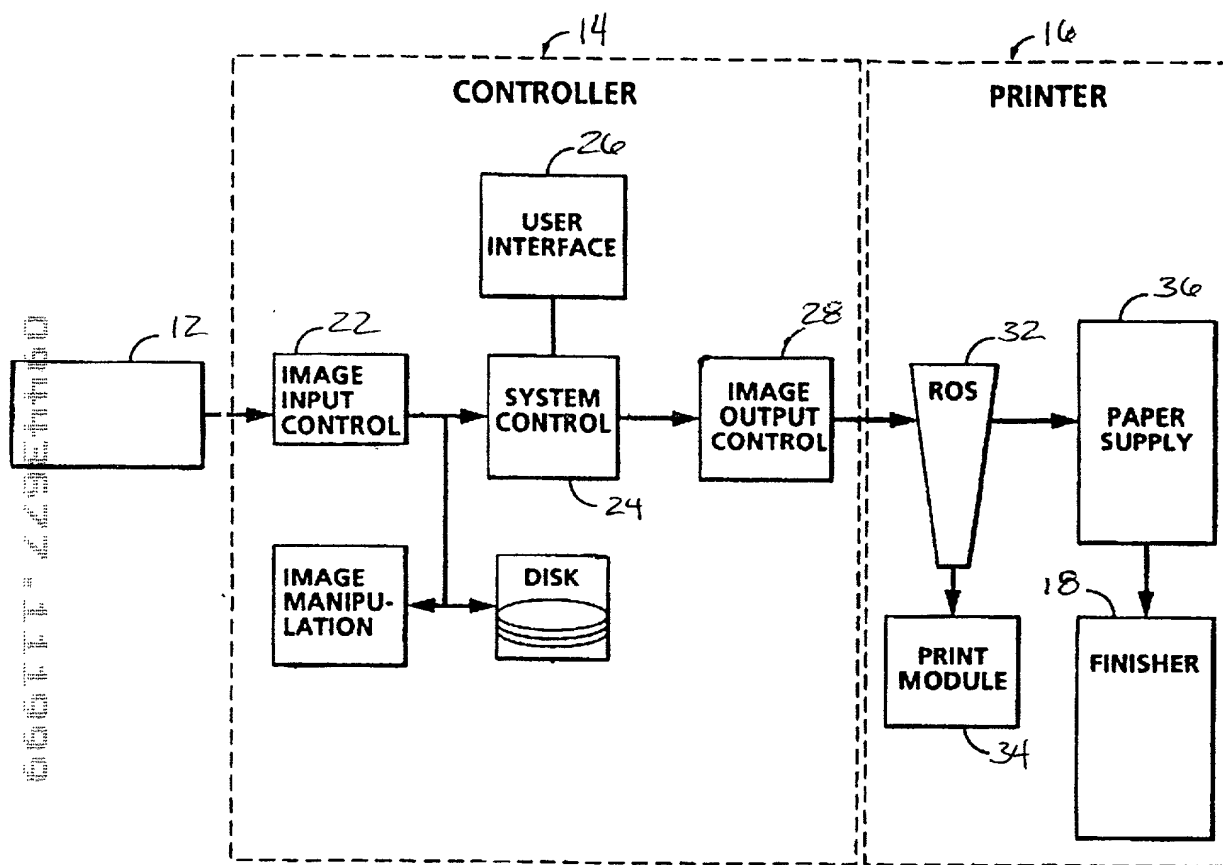 14
16
CONTROLLER
PRINTER
26
USER
INTERFACE
12
22
28
36
32
IMAGE
INPUT
CONTROL
SYSTEM
CONTROL
IMAGE
OUTPUT
CONTROL
ROS
PAPER
SUPPLY
24
IMAGE
MANIPU-
LATION
DISK
18
PRINT
MODULE
FINISHER
34